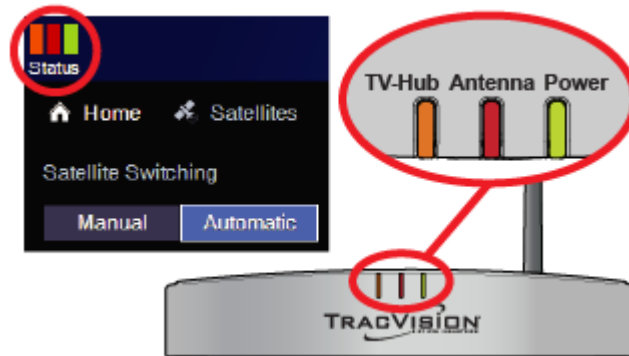 Status
Home Satellites
Satellite Switching
Manual Automatic
TV-Hub Antenna Power
TRACVISION